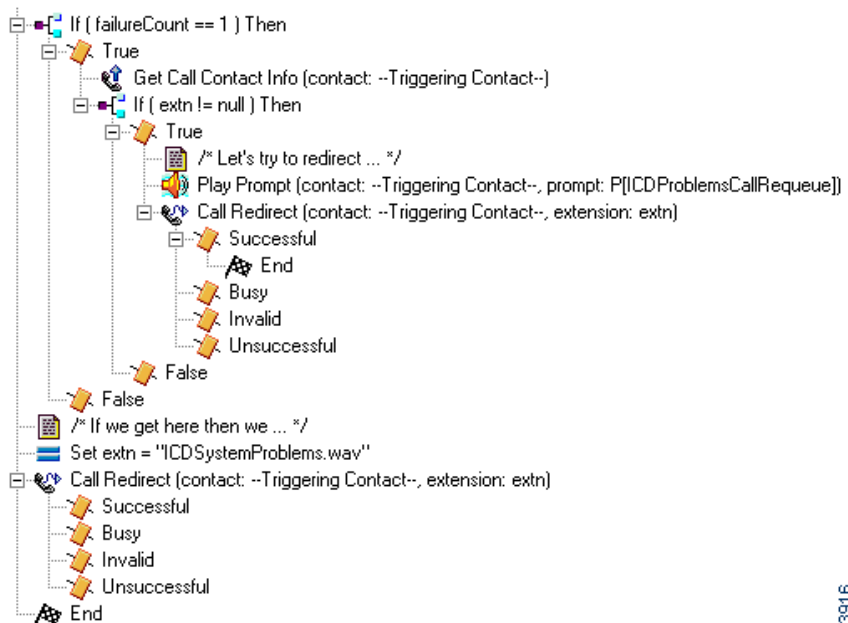 If ( failureCount == 1 ) Then
True
Get Call Contact Info (contact: --Triggering Contact--)
If ( extn != null ) Then
True
/* Let's try to redirect ... */
Play Prompt (contact: --Triggering Contact--, prompt: P[ICDProblemsCallRequeue])
Call Redirect (contact: --Triggering Contact--, extension: extn)
Successful
End
Busy
Invalid
Unsuccessful
False
False
/* If we get here then we ... */
Set extn = "ICDSystemProblems.wav"
Call Redirect (contact: --Triggering Contact--, extension: extn)
Successful
Busy
Invalid
Unsuccessful
End
3916